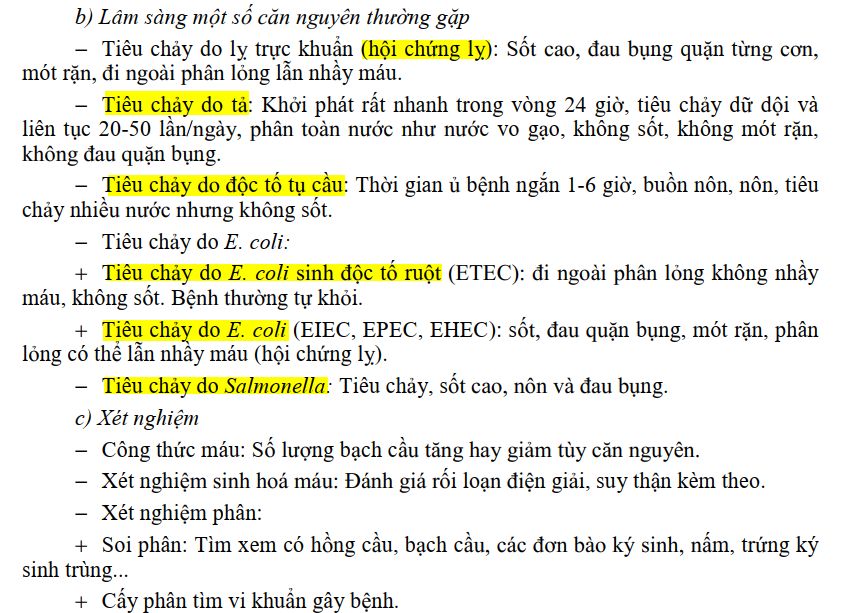 b) Lâm sàng một số căn nguyên thường gặp
– Tiêu chảy do lỵ trực khuẩn (hội chứng lỵ): Sốt cao, đau bụng quặn từng cơn,
mót rặn, đi ngoài phân lỏng lẫn nhầy máu.
– Tiêu chảy do tả: Khởi phát rất nhanh trong vòng 24 giờ, tiêu chảy dữ dội và
liên tục 20-50 lần/ngày, phân toàn nước như nước vo gạo, không sốt, không mót rặn,
không đau quặn bụng.
– Tiêu chảy do độc tố tụ cầu: Thời gian ủ bệnh ngắn 1-6 giờ, buồn nôn, nôn, tiêu
chảy nhiều nước nhưng không sốt.
– Tiêu chảy do E. coli:
+ Tiêu chảy do E. coli sinh độc tố ruột (ETEC): đi ngoài phân lỏng không nhầy
máu, không sốt. Bệnh thường tự khỏi.
+ Tiêu chảy do E. coli (EIEC, EPEC, EHEC): sốt, đau quặn bụng, mót rặn, phân
lỏng có thể lẫn nhầy máu (hội chứng lỵ).
– Tiêu chảy do Salmonella: Tiêu chảy, sốt cao, nôn và đau bụng.
c) Xét nghiệm
– Công thức máu: Số lượng bạch cầu tăng hay giảm tùy căn nguyên.
– Xét nghiệm sinh hoá máu: Đánh giá rối loạn điện giải, suy thận kèm theo.
– Xét nghiệm phân:
+ Soi phân: Tìm xem có hồng cầu, bạch cầu, các đơn bào ký sinh, nấm, trứng ký
sinh trùng...
+ Cấy phân tìm vi khuẩn gây bệnh.